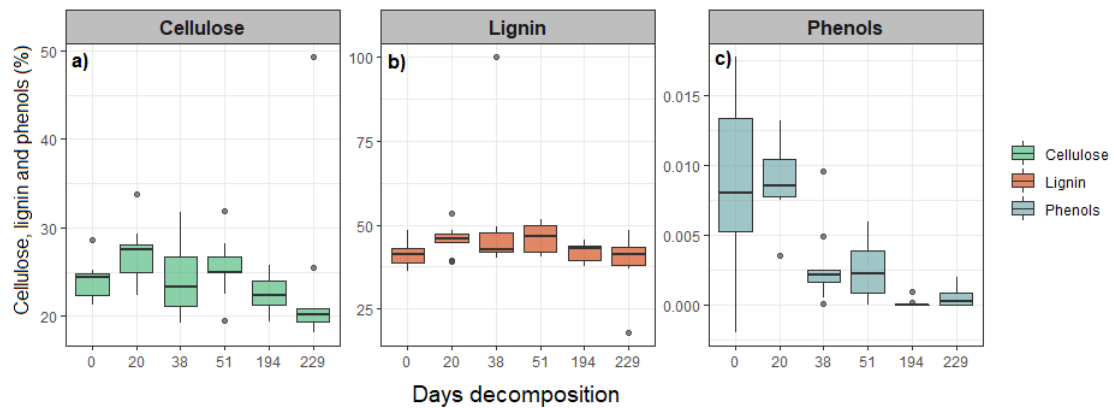 Cellulose
Lignin
Phenols
Cellulose, lignin and phenols (%)
a)
50
40
30
20
0 20 38 51 194 229
b)
100
75
50
25
0 20 38 51 194 229
c)
0.015
0.010
0.005
0.000
0 20 38 51 194 229
Cellulose
Lignin
Phenols
Days decomposition